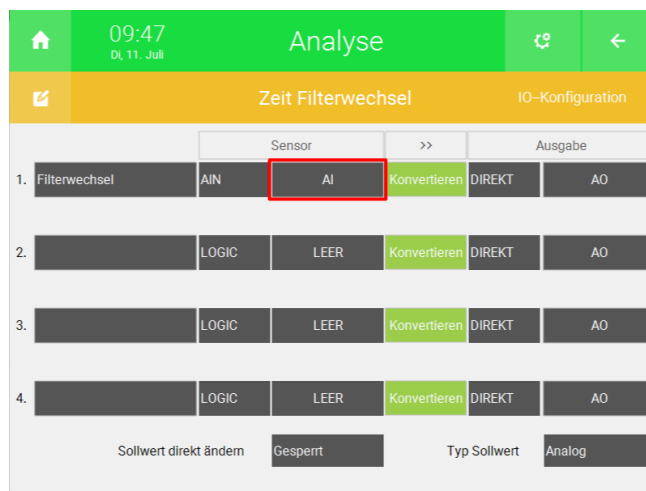 09:47
Di, 11. Juli
Analyse
Zeit Filterwechsel
IO-Konfiguration
Sensor >> Ausgabe
1. Filterwechsel AIN AI Konvertieren DIREKT AO
2. LOGIC LEER Konvertieren DIREKT AO
3. LOGIC LEER Konvertieren DIREKT AO
4. LOGIC LEER Konvertieren DIREKT AO
Sollwert direkt ändern Gesperrt Typ Sollwert Analog